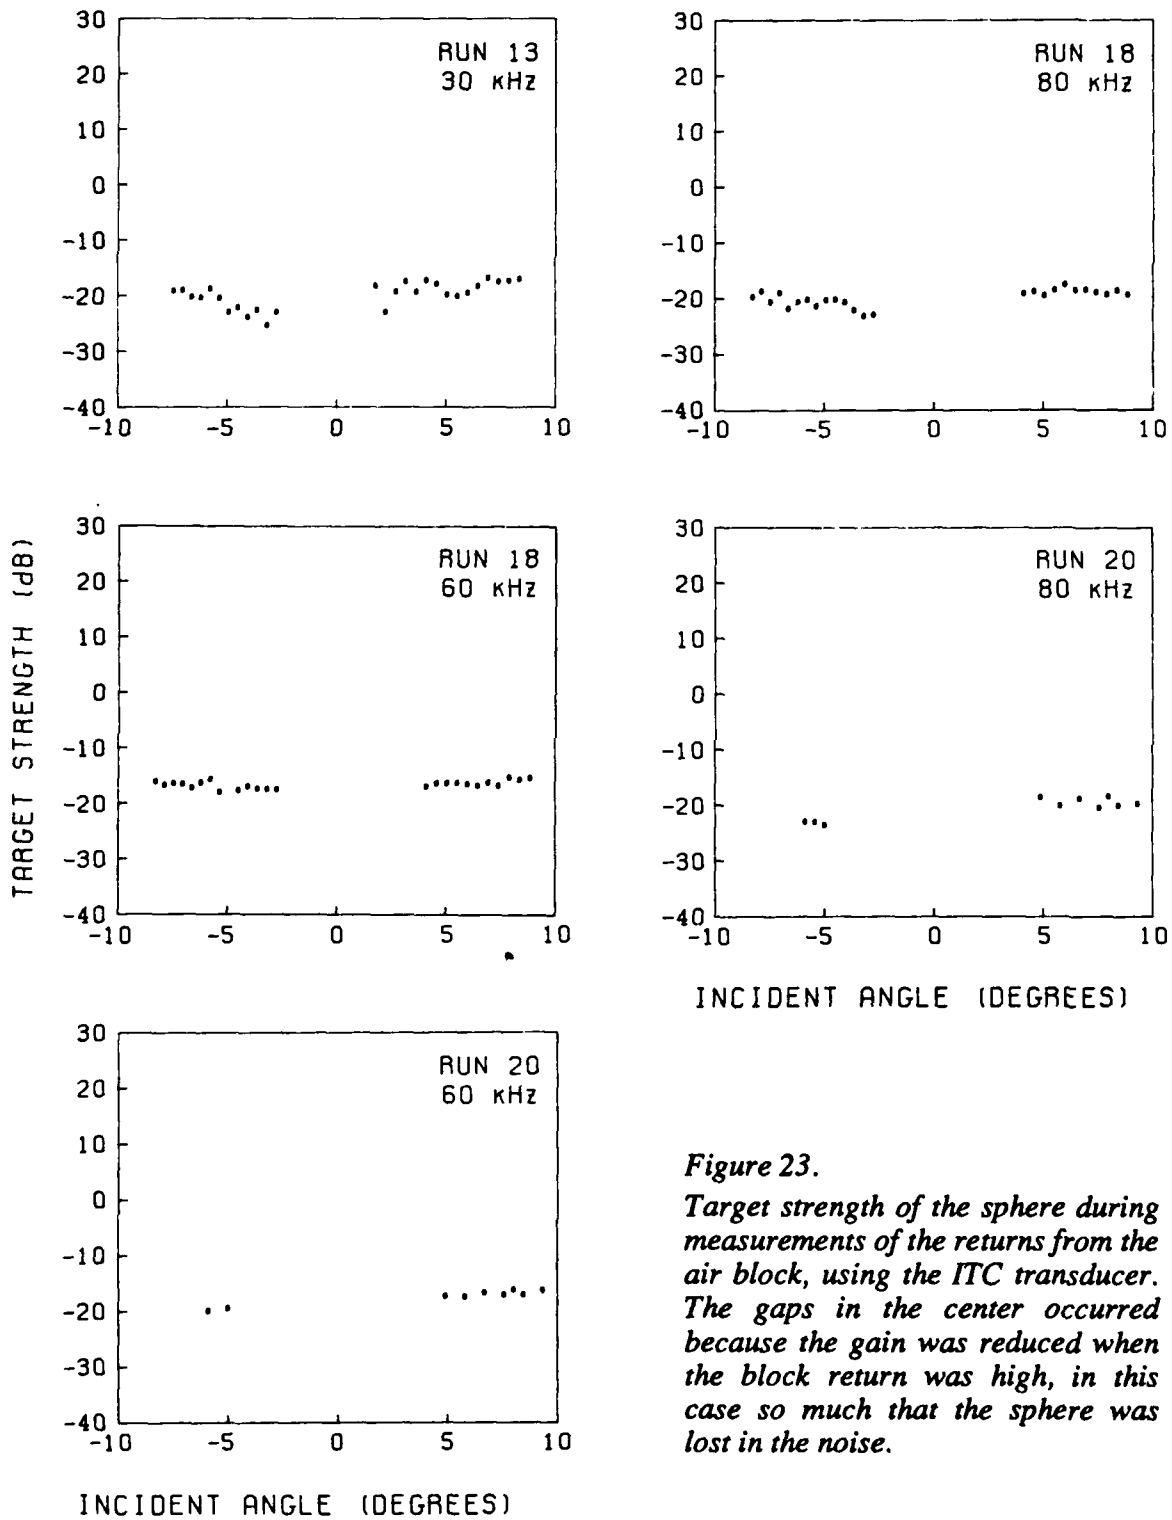 30
20
10
0
-10
-20
-30
-40
-10 -5 0 5 10
RUN 13
30 KHz
30
20
10
0
-10
-20
-30
-40
-10 -5 0 5 10
RUN 18
80 KHz
TARGET STRENGTH (dB)
30
20
10
0
-10
-20
-30
-40
-10 -5 0 5 10
RUN 18
60 KHz
30
20
10
0
-10
-20
-30
-40
-10 -5 0 5 10
RUN 20
80 KHz
INCIDENT ANGLE (DEGREES)
30
20
10
0
-10
-20
-30
-40
-10 -5 0 5 10
RUN 20
60 KHz
INCIDENT ANGLE (DEGREES)
Figure 23.
Target strength of the sphere during
measurements of the returns from the
air block, using the ITC transducer.
The gaps in the center occurred
because the gain was reduced when
the block return was high, in this
case so much that the sphere was
lost in the noise.